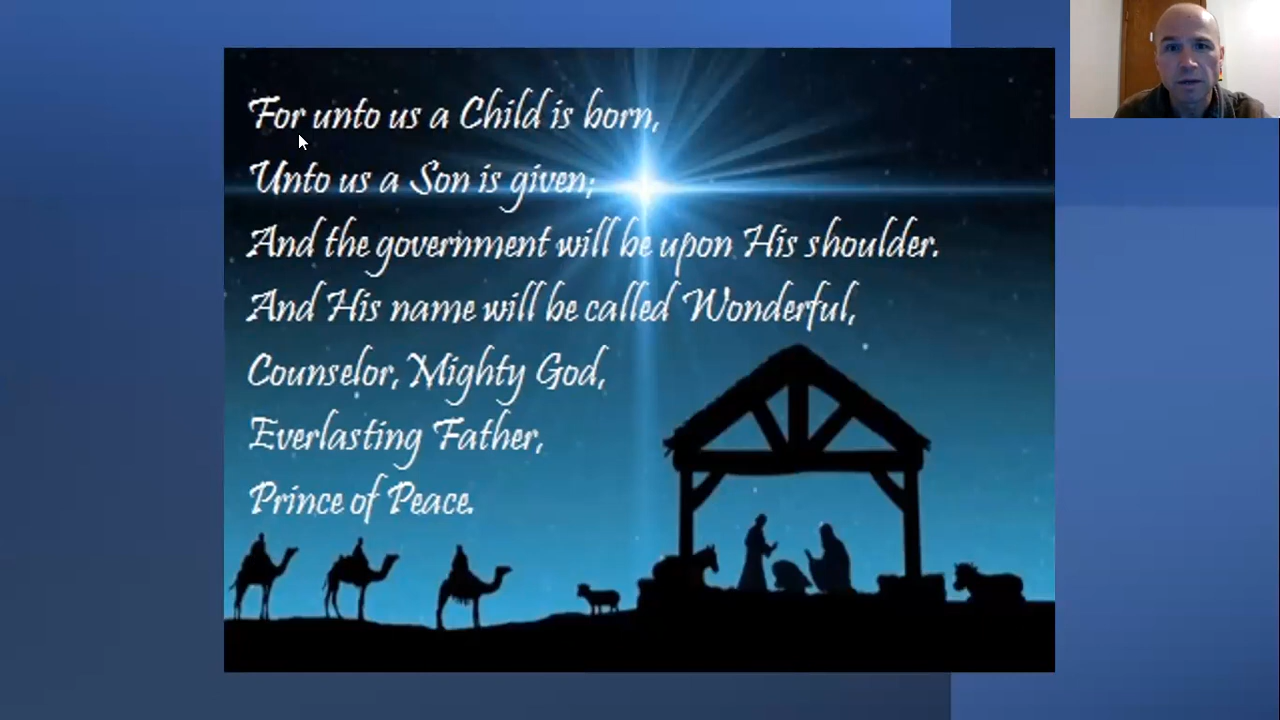 For unto us a Child is born,
Unto us a Son is given;
And the government will be upon His shoulder.
And His name will be called Wonderful,
Counselor, Mighty God,
Everlasting Father,
Prince of Peace.